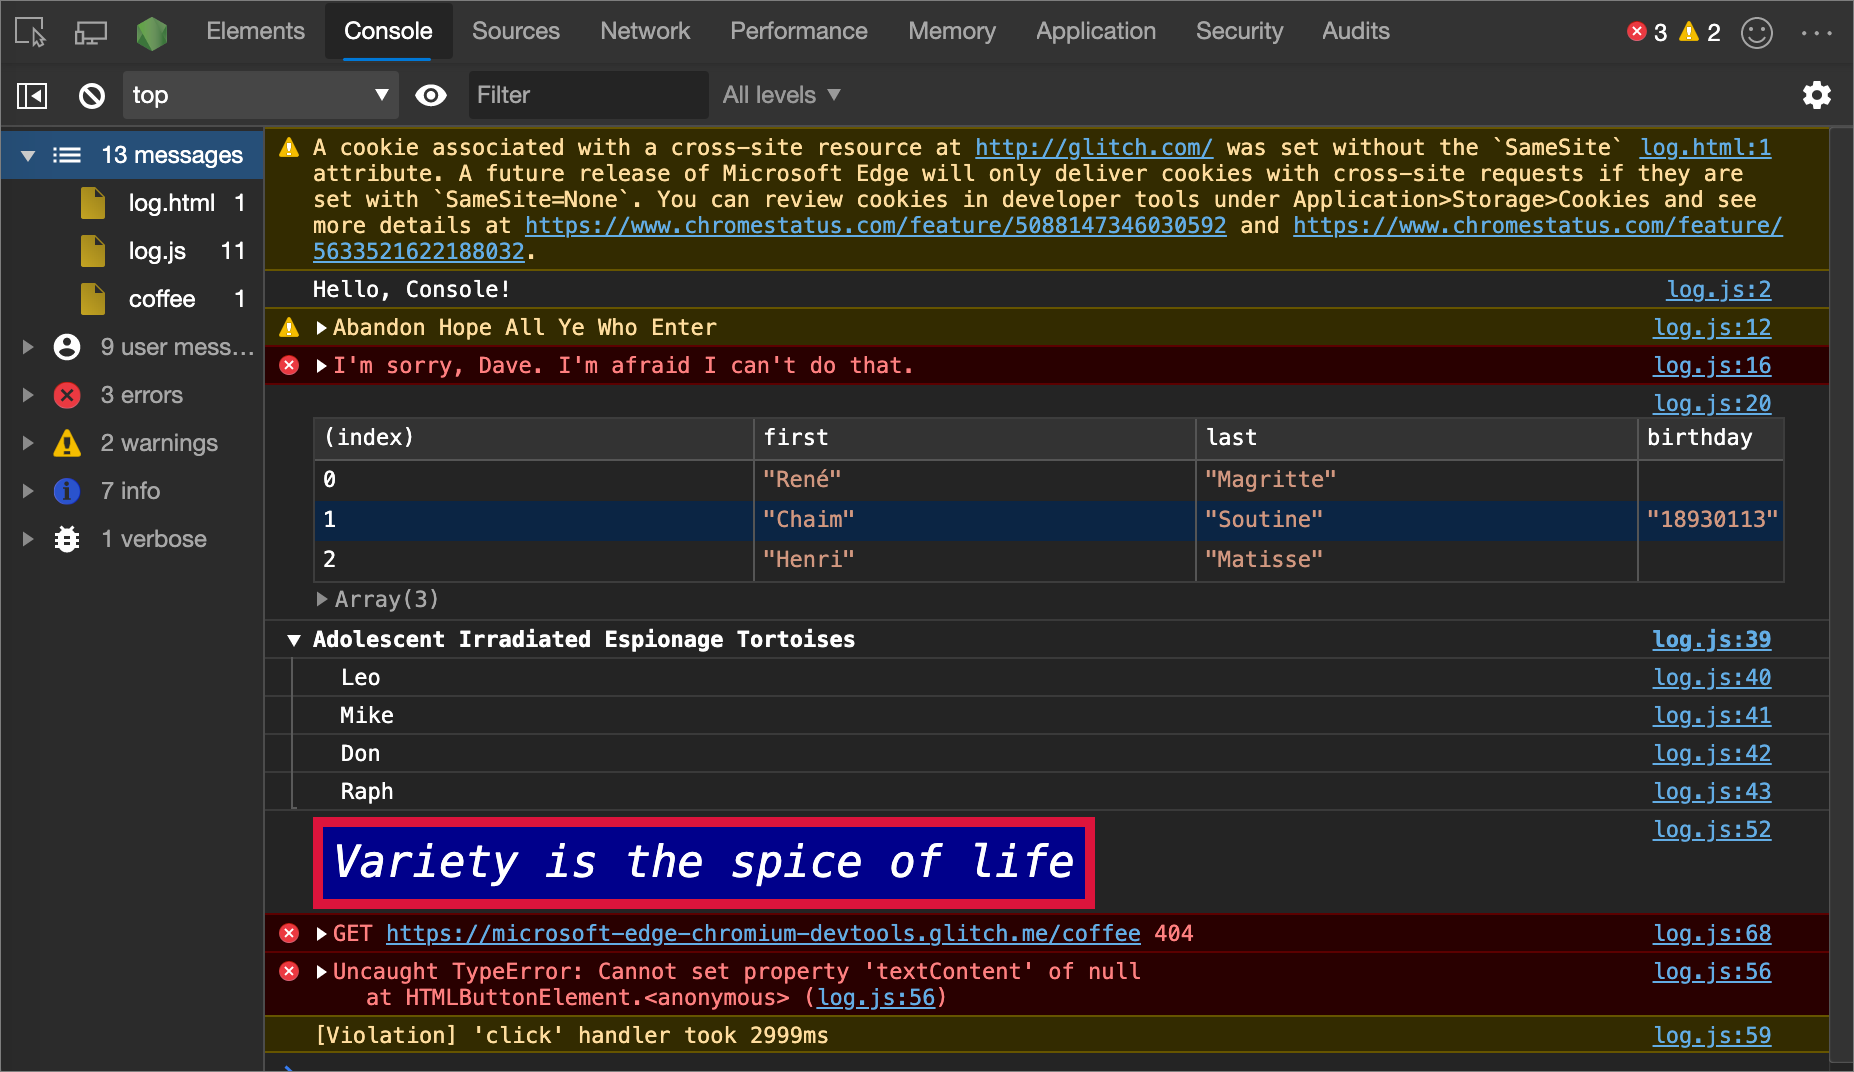 Elements Console Sources Network Performance Memory Application Security Audits 3 2
top Filter All levels
13 messages
log.html 1
log.js 11
coffee 1
9 user mess...
3 errors
2 warnings
7 info
1 verbose
A cookie associated with a cross-site resource at http://glitch.com/ was set without the `SameSite` log.html:1
attribute. A future release of Microsoft Edge will only deliver cookies with cross-site requests if they are
set with `SameSite=None`. You can review cookies in developer tools under Application>Storage>Cookies and see
more details at https://www.chromestatus.com/feature/5088147346030592 and https://www.chromestatus.com/feature/
5633521622188032.
Hello, Console! log.js:2
Abandon Hope All Ye Who Enter log.js:12
I'm sorry, Dave. I'm afraid I can't do that. log.js:16
log.js:20
(index) first last birthday
0 "René" "Magritte"
1 "Chaim" "Soutine" "18930113"
2 "Henri" "Matisse"
Array(3)
Adolescent Irradiated Espionage Tortoises log.js:39
Leo log.js:40
Mike log.js:41
Don log.js:42
Raph log.js:43
Variety is the spice of life log.js:52
GET https://microsoft-edge-chromium-devtools.glitch.me/coffee 404 log.js:68
Uncaught TypeError: Cannot set property 'textContent' of null log.js:56
at HTMLButtonElement.<anonymous> (log.js:56)
[Violation] 'click' handler took 2999ms log.js:59